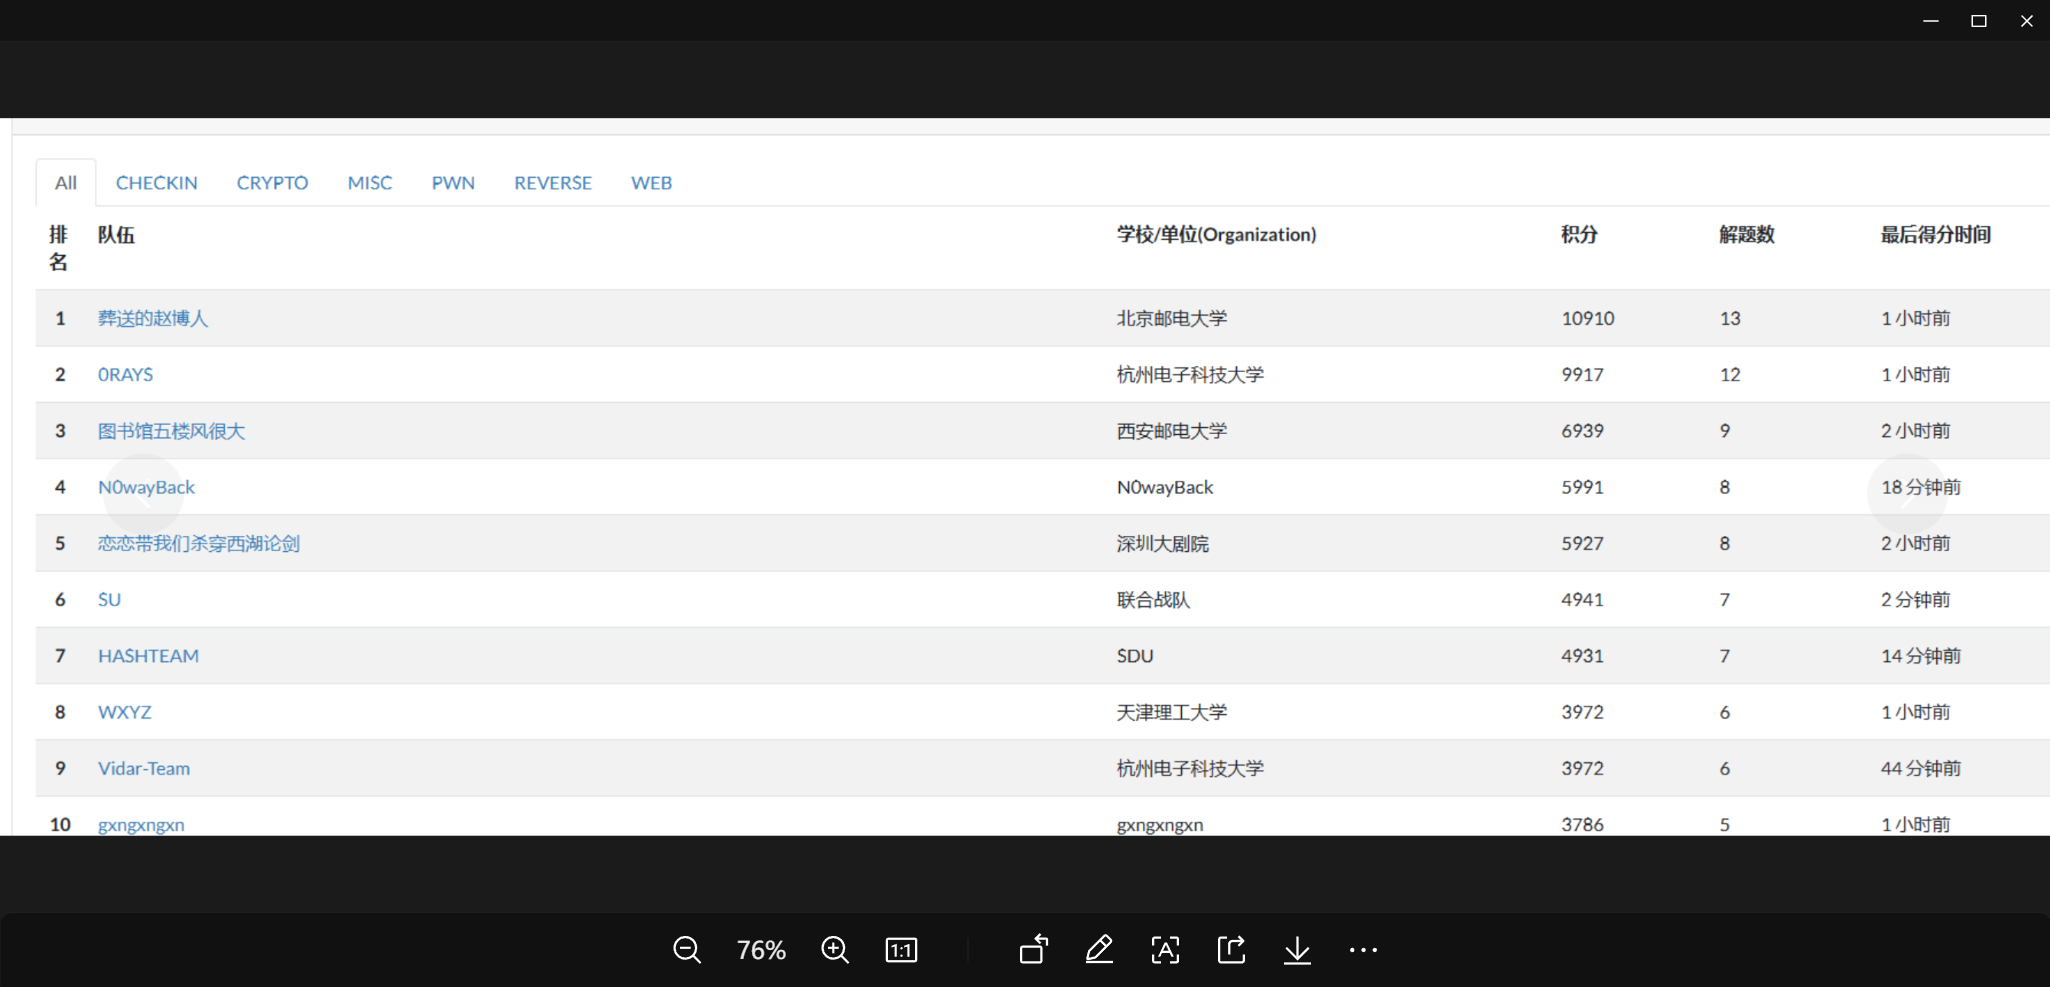 All CHECKIN CRYPTO MISC PWN REVERSE WEB
排名 队伍 学校/单位(Organization) 积分 解题数 最后得分时间
1 葬送的赵博人 北京邮电大学 10910 13 1 小时前
2 0RAYS 杭州电子科技大学 9917 12 1 小时前
3 图书馆五楼风很大 西安邮电大学 6939 9 2 小时前
4 N0wayBack N0wayBack 5991 8 18 分钟前
5 恋恋带我们杀穿西湖论剑 深圳大剧院 5927 8 2 小时前
6 SU 联合战队 4941 7 2 分钟前
7 HASHTEAM SDU 4931 7 14 分钟前
8 WXYZ 天津理工大学 3972 6 1 小时前
9 Vidar-Team 杭州电子科技大学 3972 6 44 分钟前
10 gxngxngxn gxngxngxn 3786 5 1 小时前
76% 1:1 A